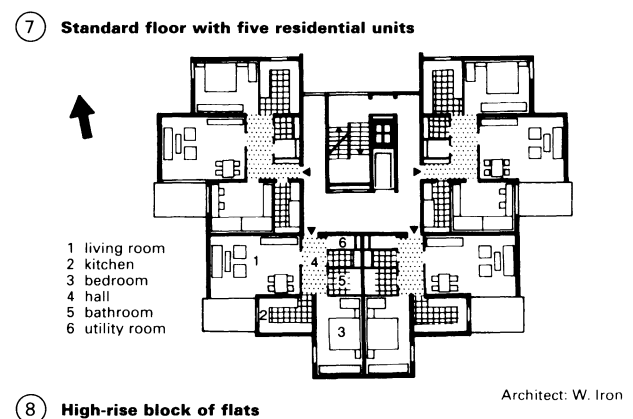 7 Standard floor with five residential units
6
1
4
5
2
3
1 living room
2 kitchen
3 bedroom
4 hall
5 bathroom
6 utility room
Architect: W. Iron
8 High-rise block of flats